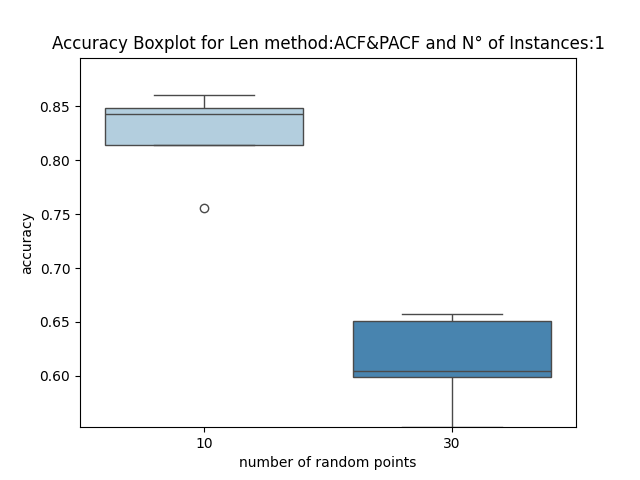 Accuracy Boxplot for Len method:ACF&PACF and N° of Instances:1
accuracy
0.85
0.80
0.75
0.70
0.65
0.60
10 30
number of random points